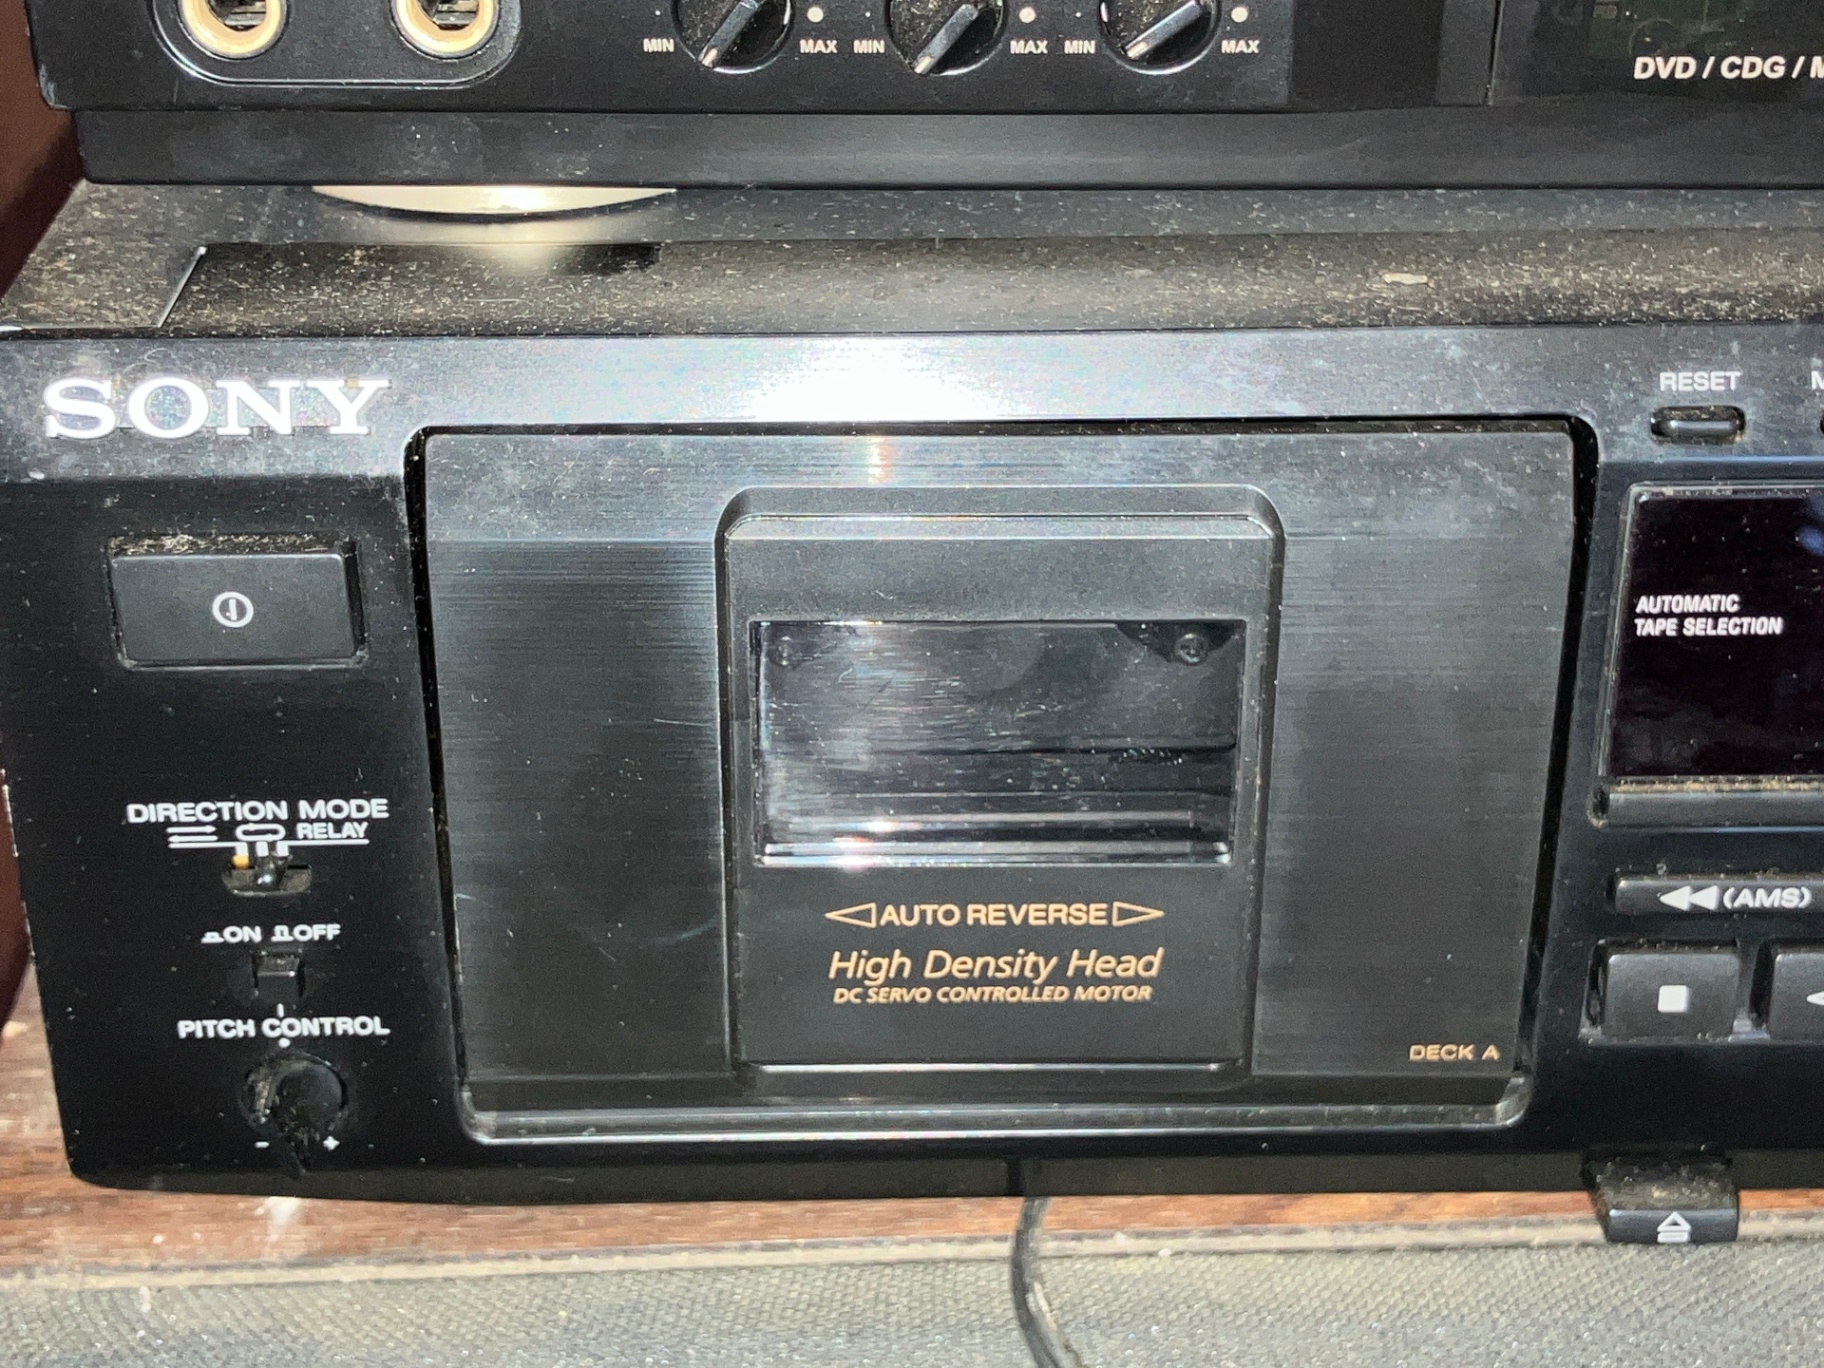 MIN MAX MIN MAX MIN MAX
DVD / CDG / M
SONY
RESET
AUTOMATIC
TAPE SELECTION
DIRECTION MODE
RELAY
ON OFF
PITCH CONTROL
- +
AUTO REVERSE
High Density Head
DC SERVO CONTROLLED MOTOR
DECK A
(AMS)